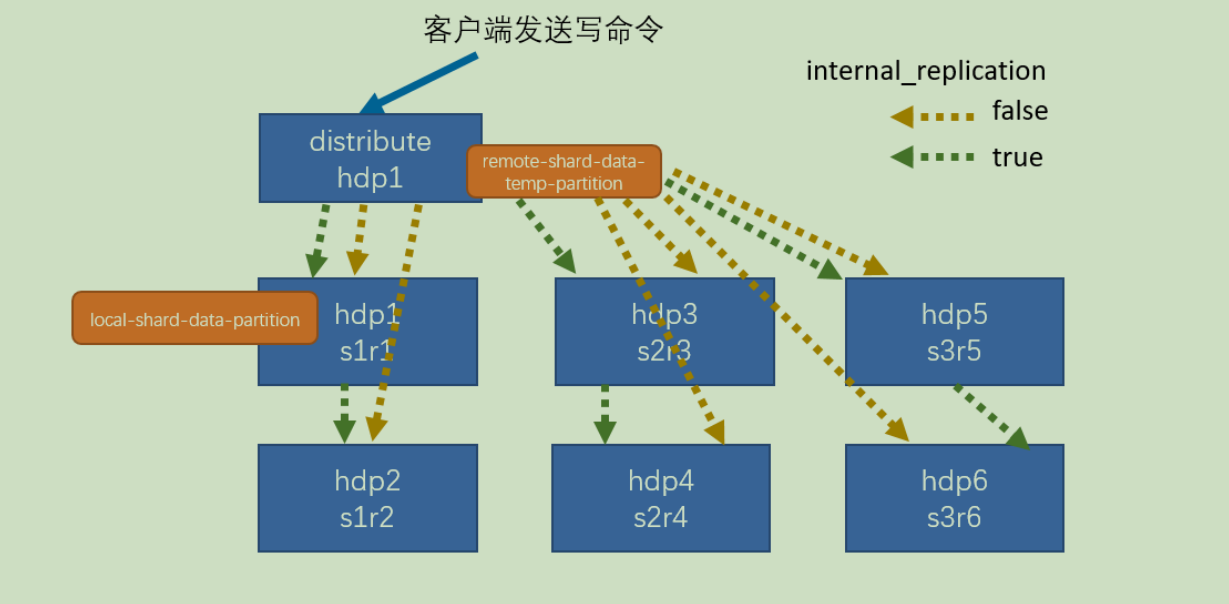 客户端发送写命令
internal_replication
false
true
distribute
hdp1
remote-shard-data-
temp-partition
local-shard-data-partition
hdp1
s1r1
hdp3
s2r3
hdp5
s3r5
hdp2
s1r2
hdp4
s2r4
hdp6
s3r6